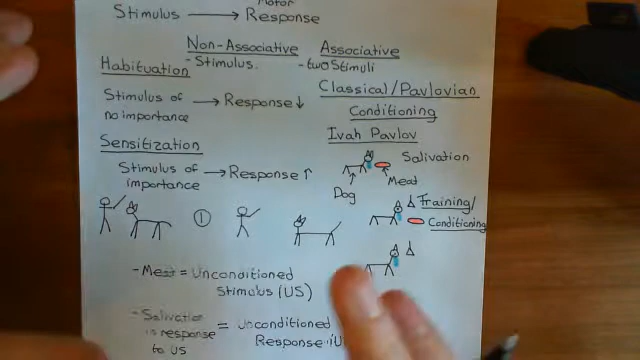 Motor
Stimulus → Response
Non-Associative
- Stimulus.
Associative
- two Stimuli
Habituation
Stimulus of → Response ↓
no importance
Classical/Pavlovian
Conditioning
Ivah Pavlov
Salivation
Meat
Dog
Sensitization
Stimulus of → Response ↑
importance
Training/
Conditioning
①
- Meat = Unconditioned
Stimulus (US)
- Salivation
is response = Unconditioned
to US Response